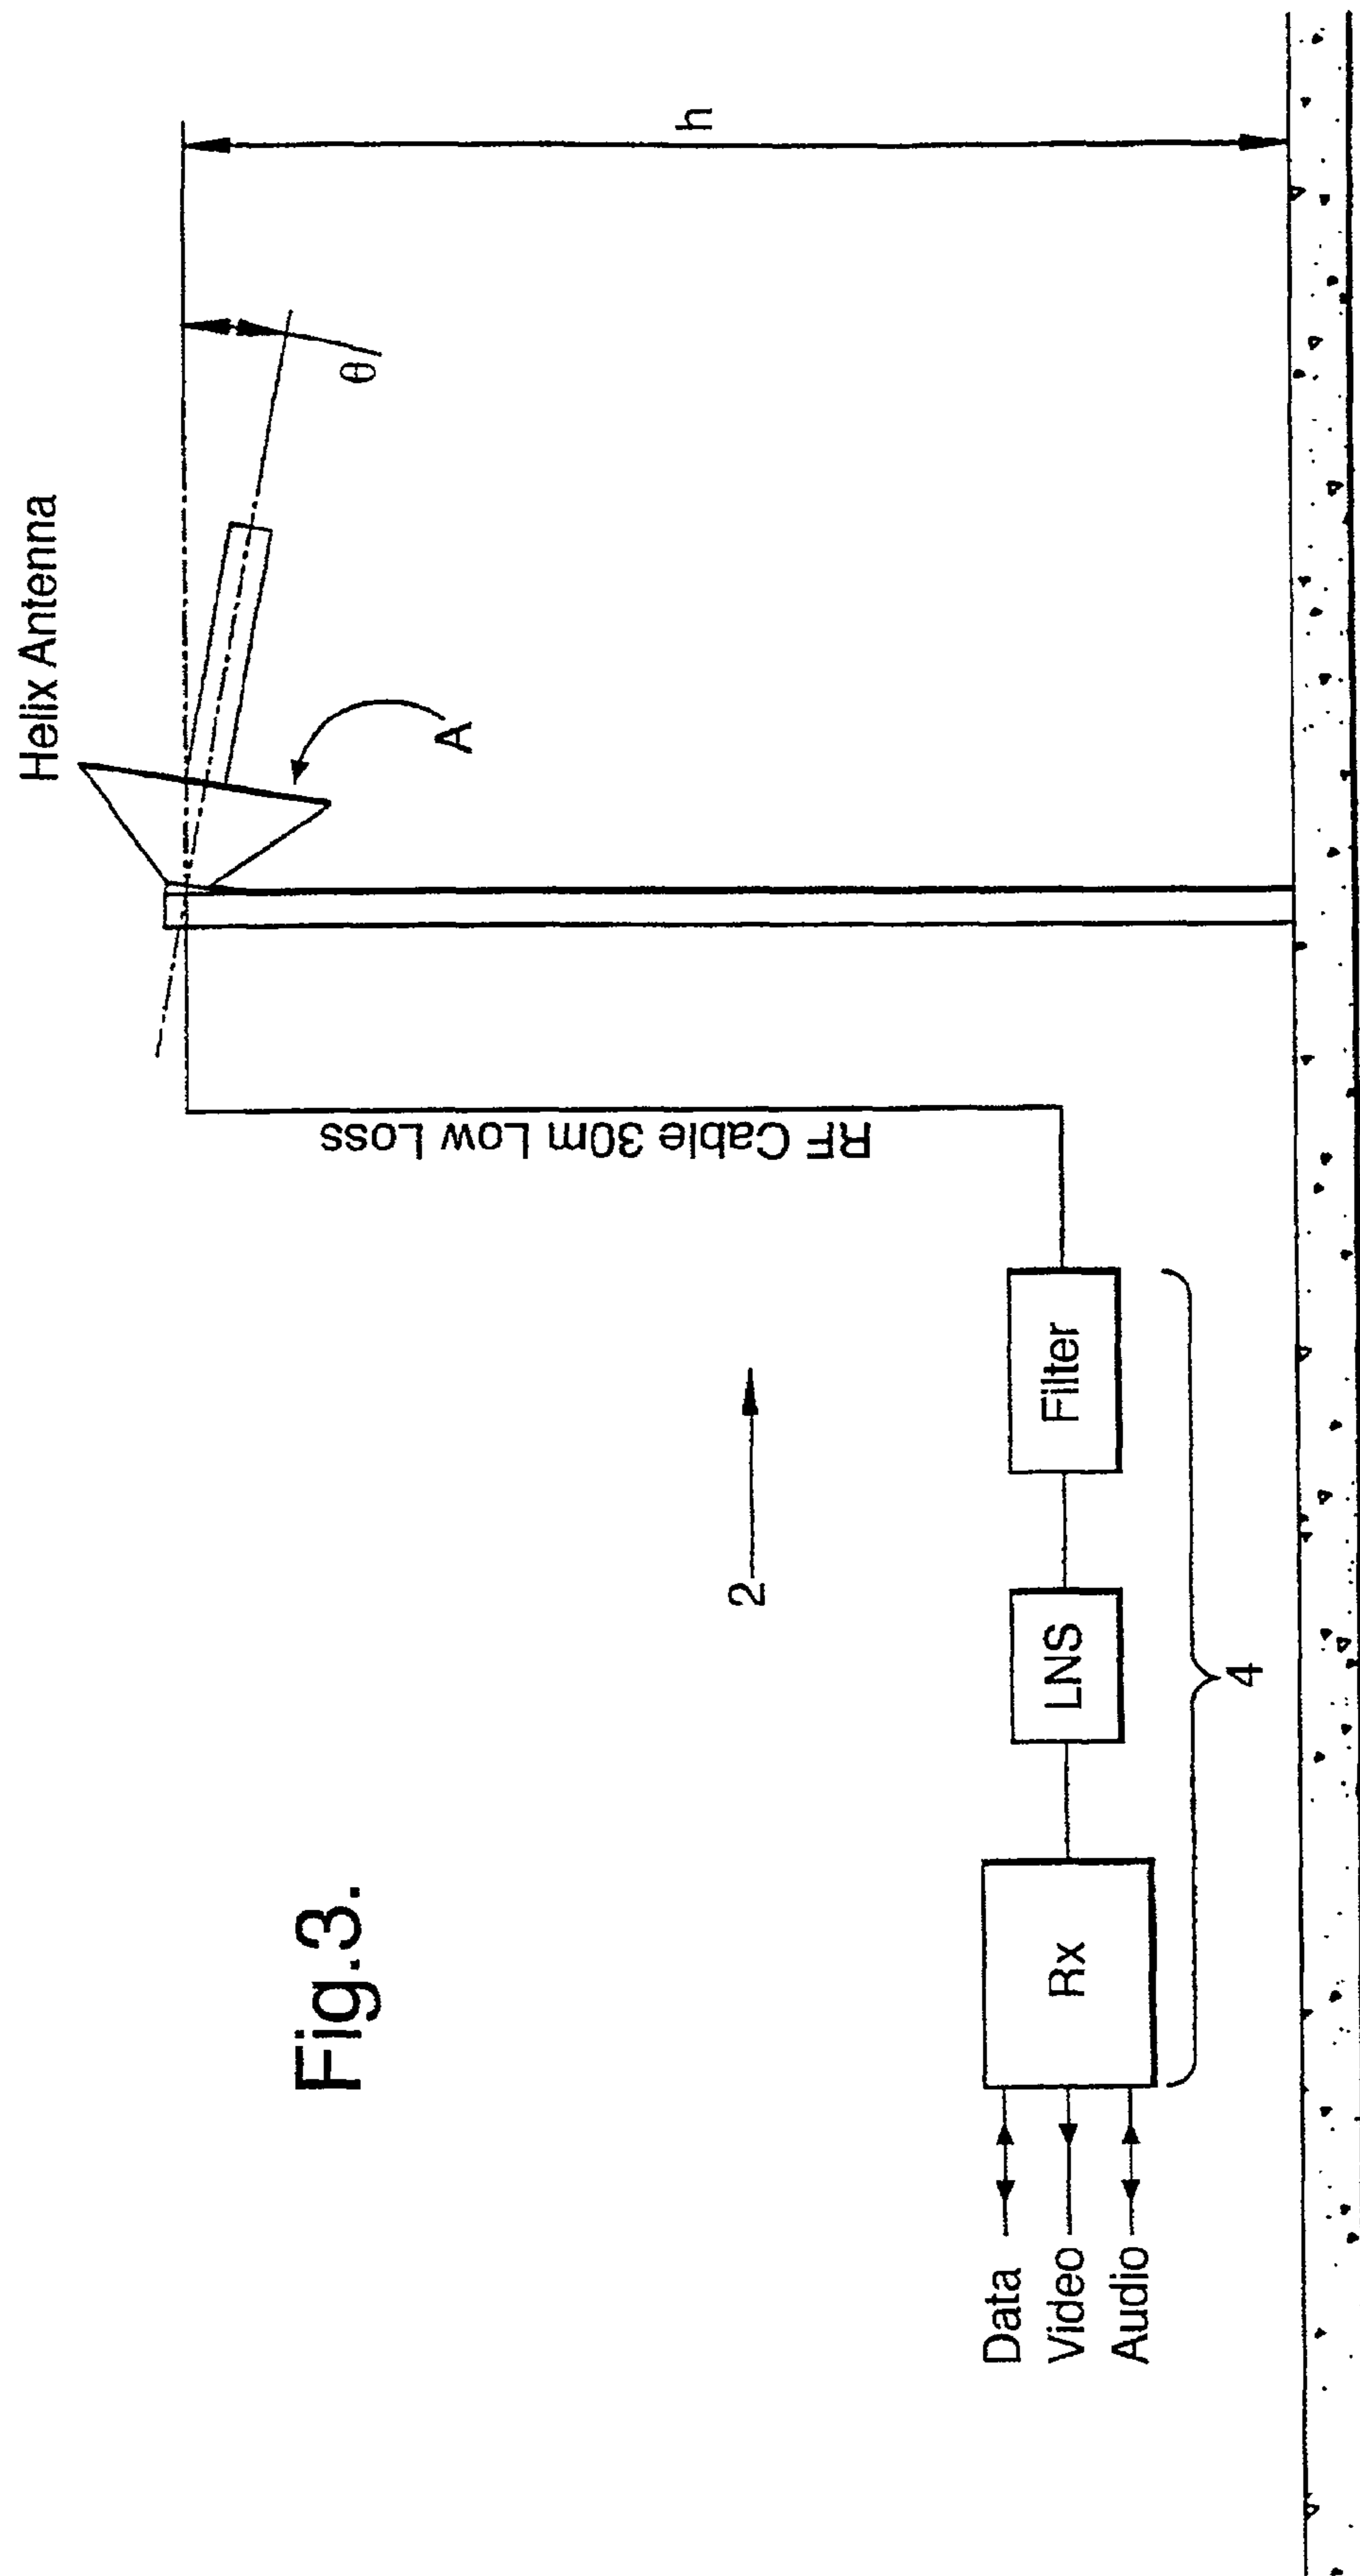 Fig.3.
Helix Antenna
A
θ
h
RF Cable 30m Low Loss
2
Filter
LNS
Rx
4
Data
Video
Audio